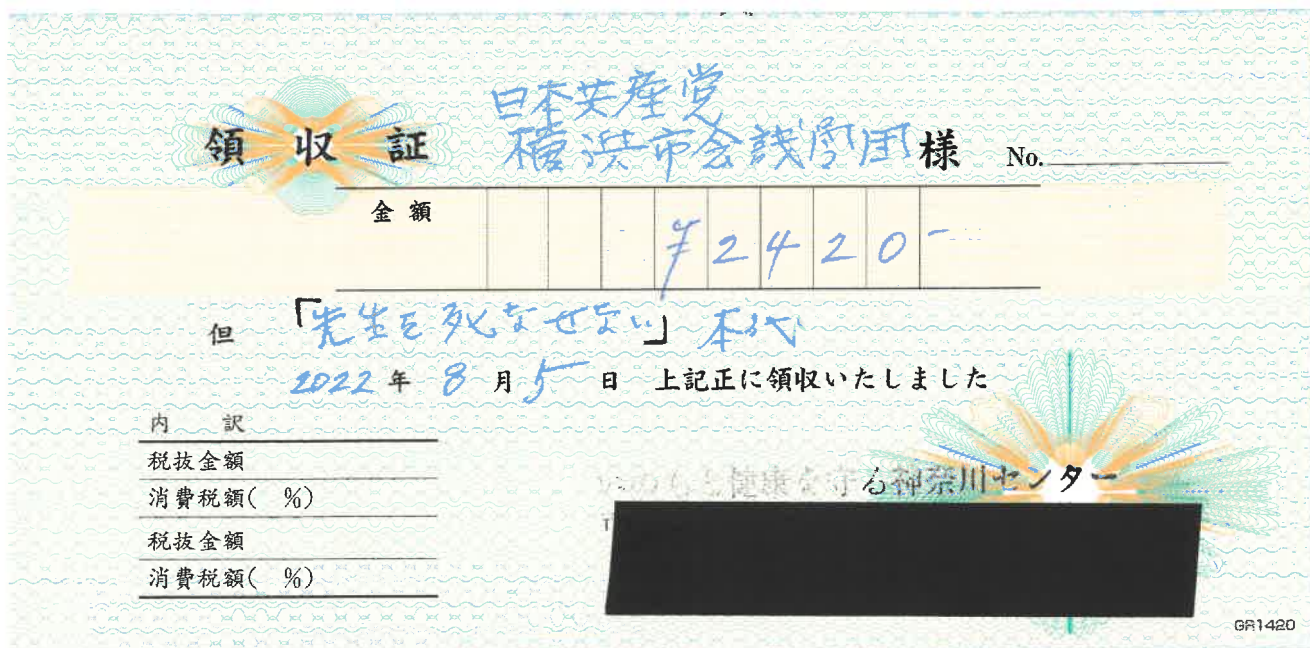 領収証
日本共産党
横浜市会議員団 様 No.
金額 ¥2420-
但 「先生を死なせない」 本代
2022年 8月5日 上記正に領収いたしました
内 訳
税抜金額
消費税額( %)
税抜金額
消費税額( %)
いのちと健康を守る神奈川センター
GR1420